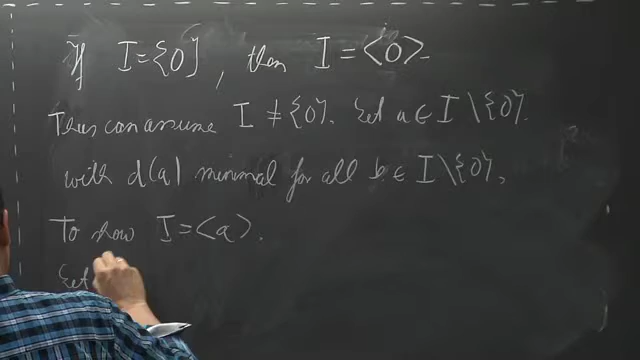 If I={0}, then I=<0>.
Thus can assume I≠{0}. Let a∈I\{0}.
with d(a) minimal for all b∈I\{0},
To show I=<a>.
Let